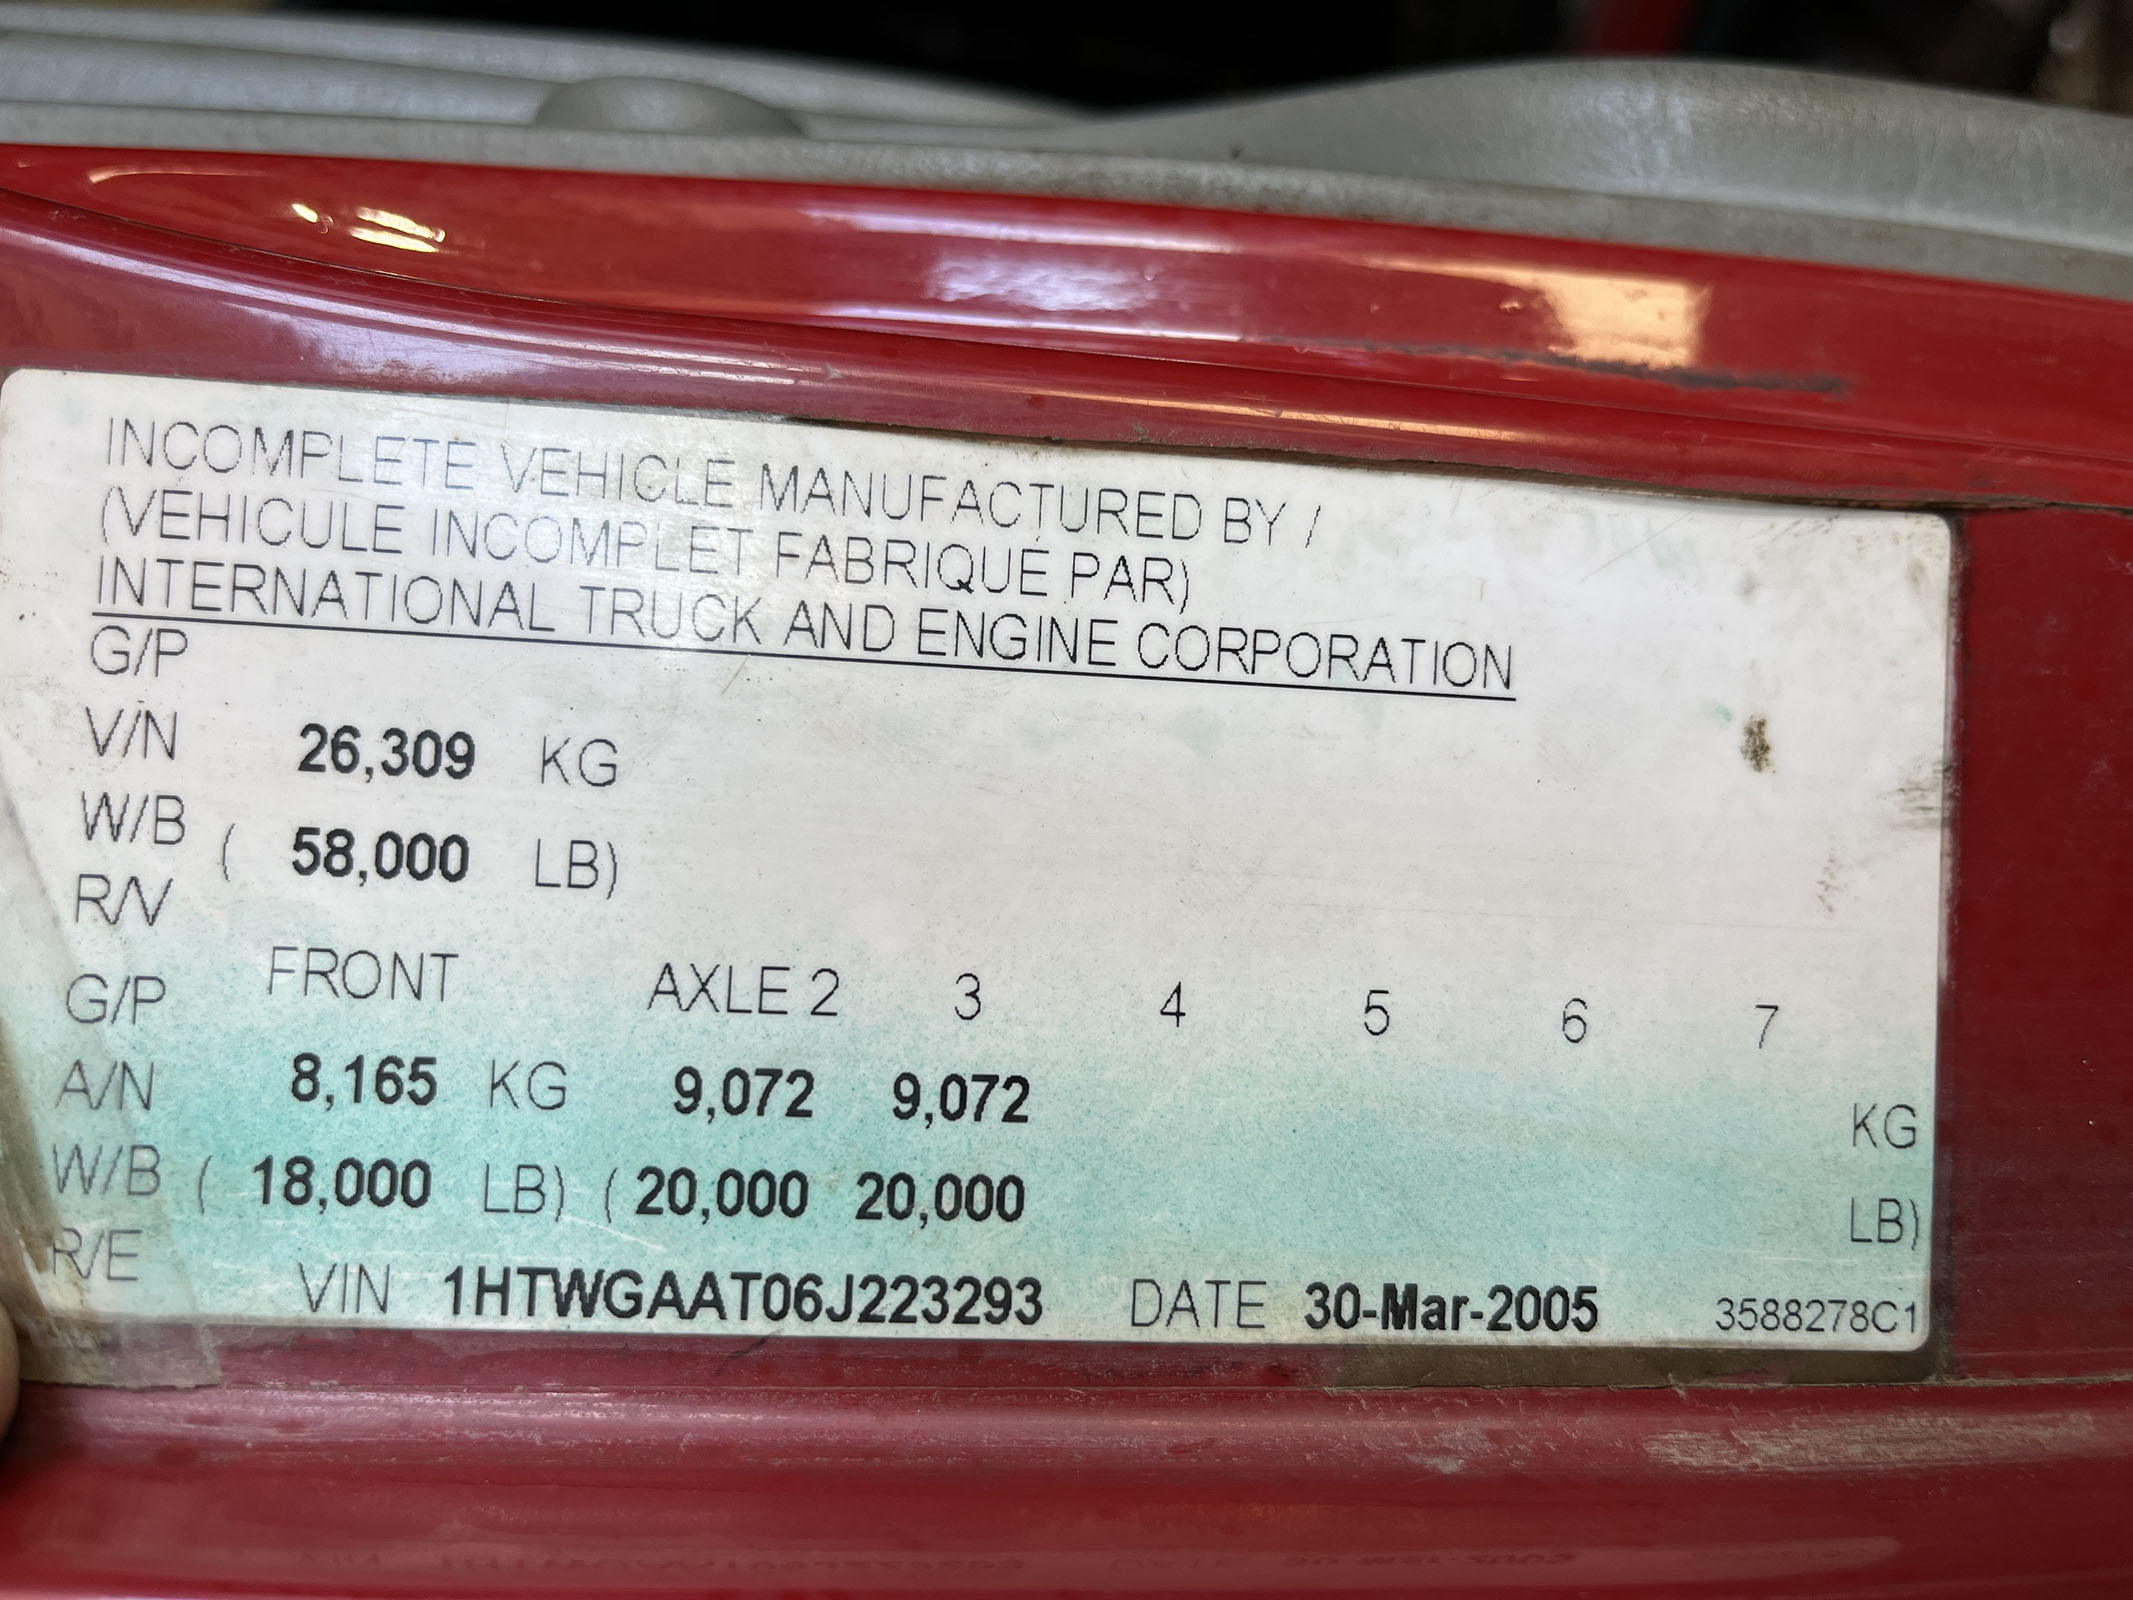 INCOMPLETE VEHICLE MANUFACTURED BY /
(VEHICULE INCOMPLET FABRIQUE PAR)
INTERNATIONAL TRUCK AND ENGINE CORPORATION
G/P
V/N 26,309 KG
W/B ( 58,000 LB)
R/V
FRONT AXLE 2 3 4 5 6 7
G/P
A/N 8,165 KG 9,072 9,072 KG
W/B ( 18,000 LB) ( 20,000 20,000 LB)
R/E
VIN 1HTWGAAT06J223293 DATE 30-Mar-2005 3588278C1